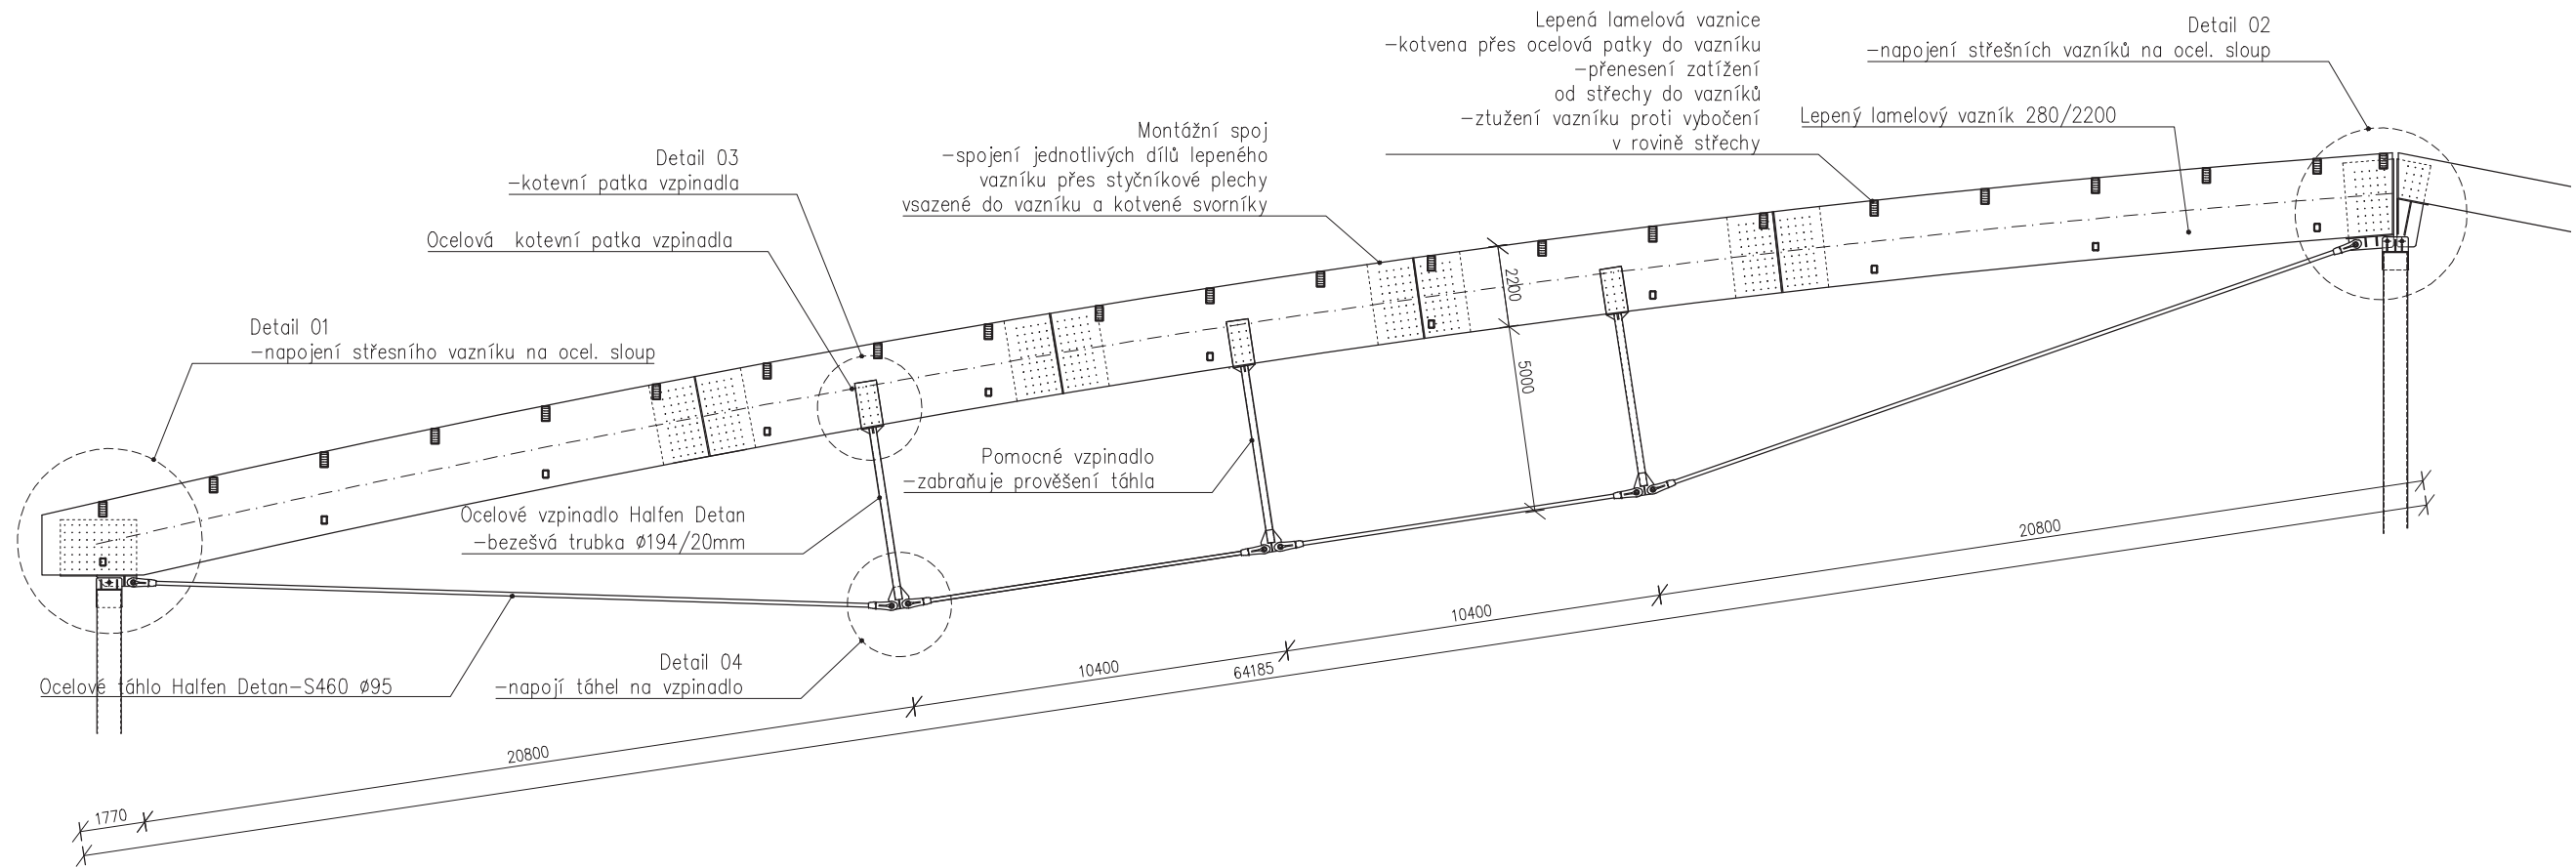 Lepená lamelová vaznice
-kotvena přes ocelová patky do vazníku
-přenesení zatížení
od střechy do vazníků
-ztužení vazníku proti vybočení
v rovině střechy
Detail 02
-napojení střešních vazníků na ocel. sloup
Lepený lamelový vazník 280/2200
Montážní spoj
-spojení jednotlivých dílů lepeného
vazníku přes styčníkové plechy
vsazené do vazníku a kotvené svorníky
Detail 03
-kotevní patka vzpinadla
Ocelová kotevní patka vzpinadla
Detail 01
-napojení střesního vazníku na ocel. sloup
2200
5000
Pomocné vzpinadlo
-zabraňuje prověšení táhla
Ocelové vzpinadlo Halfen Detan
-bezešvá trubka Ø194/20mm
Detail 04
-napojí táhel na vzpinadlo
Ocelové táhlo Halfen Detan-S460 Ø95
1770
20800
10400
10400
20800
64185